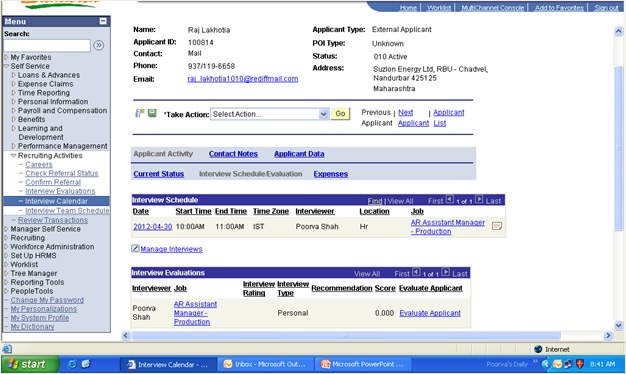 Home | Worklist | MultiChannel Console | Add to Favorites | Sign out
Menu
Search:
My Favorites
Self Service
Loans & Advances
Expense Claims
Time Reporting
Personal Information
Payroll and Compensation
Benefits
Learning and
Development
Performance Management
Recruiting Activities
– Careers
– Check Referral Status
– Confirm Referral
– Interview Evaluations
– Interview Calendar
– Interview Team Schedule
– Review Transactions
Manager Self Service
Recruiting
Workforce Administration
Set Up HRMS
Worklist
Tree Manager
Reporting Tools
PeopleTools
– Change My Password
– My Personalizations
– My System Profile
– My Dictionary
Name: Raj Lakhotia
Applicant ID: 100814
Contact: Mail
Phone: 937/119-6658
Email: raj_lakhotia1010@rediffmail.com
Applicant Type: External Applicant
POI Type: Unknown
Status: 010 Active
Address: Suzlon Energy Ltd, RBU - Chadvel,
Nandurbar 425125
Maharashtra
*Take Action: Select Action... Go
Previous | Next | Applicant
Applicant Applicant List
Applicant Activity Contact Notes Applicant Data
Current Status Interview Schedule/Evaluation Expenses
Interview Schedule Find | View All First 1 of 1 Last
Date Start Time End Time Time Zone Interviewer Location Job
2012-04-30 10:00AM 11:00AM IST Poorva Shah Hr AR Assistant Manager
- Production
Manage Interviews
Interview Evaluations View All First 1 of 1 Last
Interviewer Job Interview Rating Interview Type Recommendation Score Evaluate Applicant
Poorva Shah AR Assistant Manager - Production Personal 0.000 Evaluate Applicant
Internet
start Interview Calendar - ... Inbox - Microsoft Out... Microsoft PowerPoint ... Poorva's Daily 8:41 AM